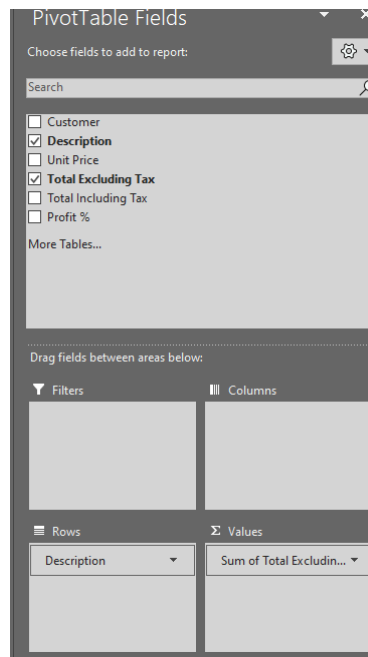 PivotTable Fields
Choose fields to add to report:
Search
Customer
Description
Unit Price
Total Excluding Tax
Total Including Tax
Profit %
More Tables...
Drag fields between areas below:
Filters
Columns
Rows
Σ Values
Description
Sum of Total Excludin...